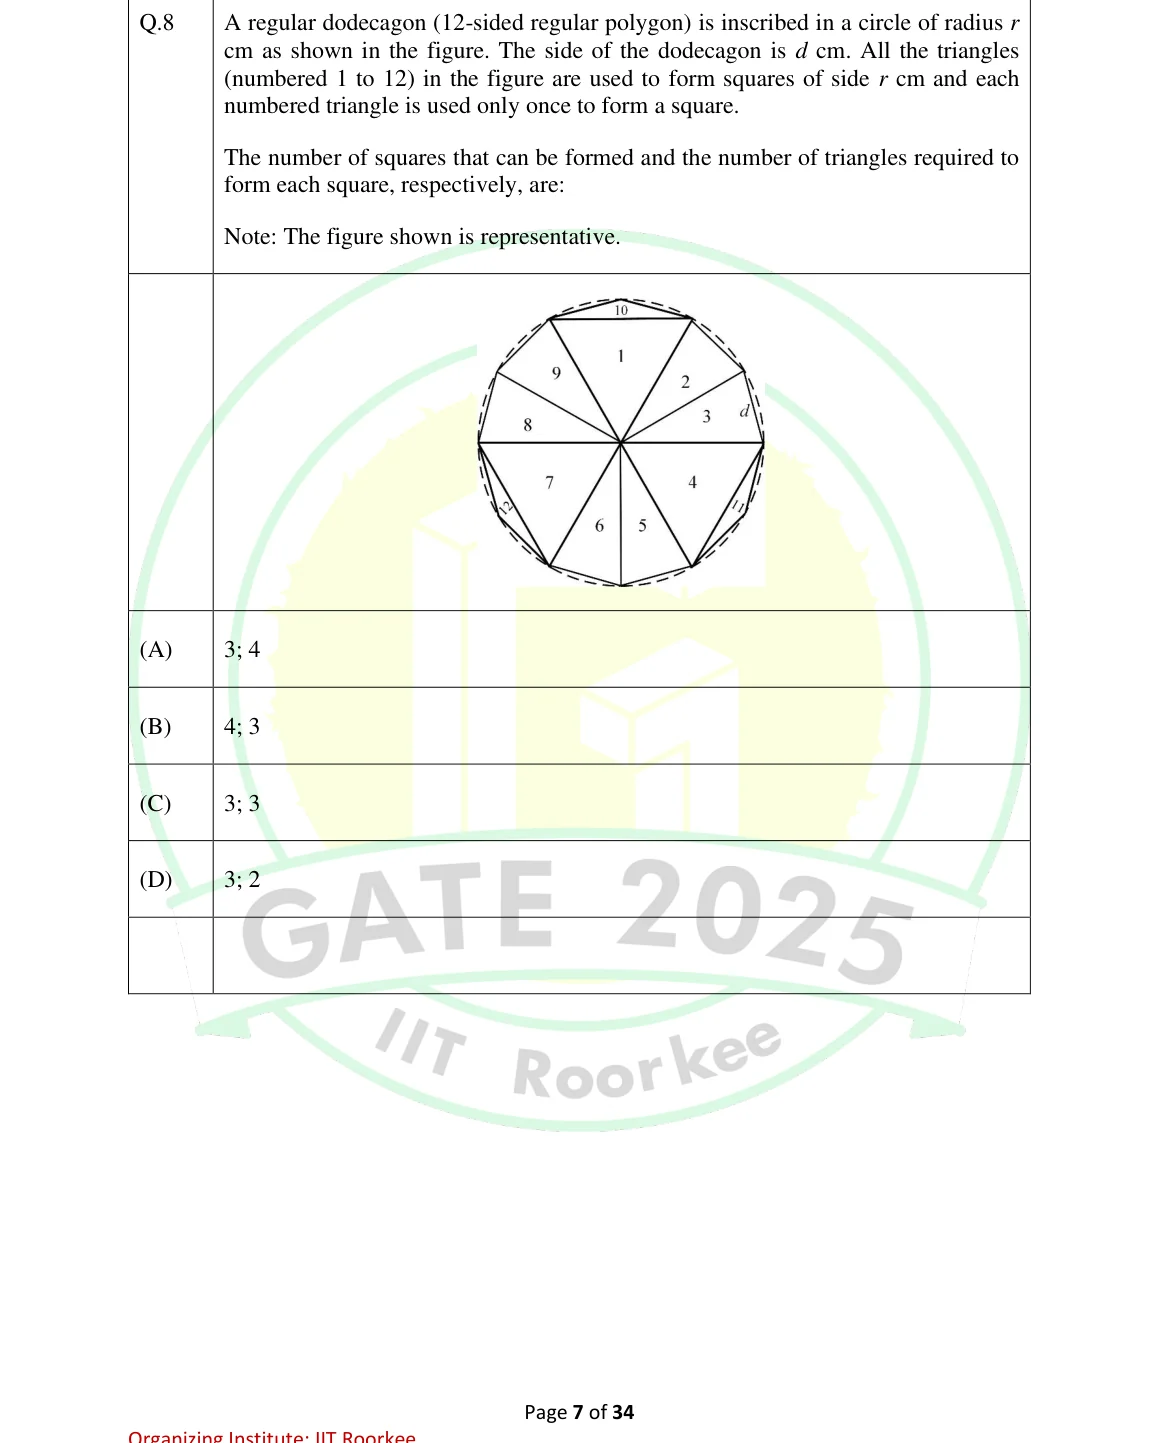 Q.8
A regular dodecagon (12-sided regular polygon) is inscribed in a circle of radius r
cm as shown in the figure. The side of the dodecagon is d cm. All the triangles
(numbered 1 to 12) in the figure are used to form squares of side r cm and each
numbered triangle is used only once to form a square.
The number of squares that can be formed and the number of triangles required to
form each square, respectively, are:
Note: The figure shown is representative.
10
1
9
2
3
d
8
7
4
12
11
6
5
(A)
3; 4
(B)
4; 3
(C)
3; 3
(D)
3; 2
GATE 2025
IIT Roorkee
Page 7 of 34
Organizing Institute: IIT Roorkee